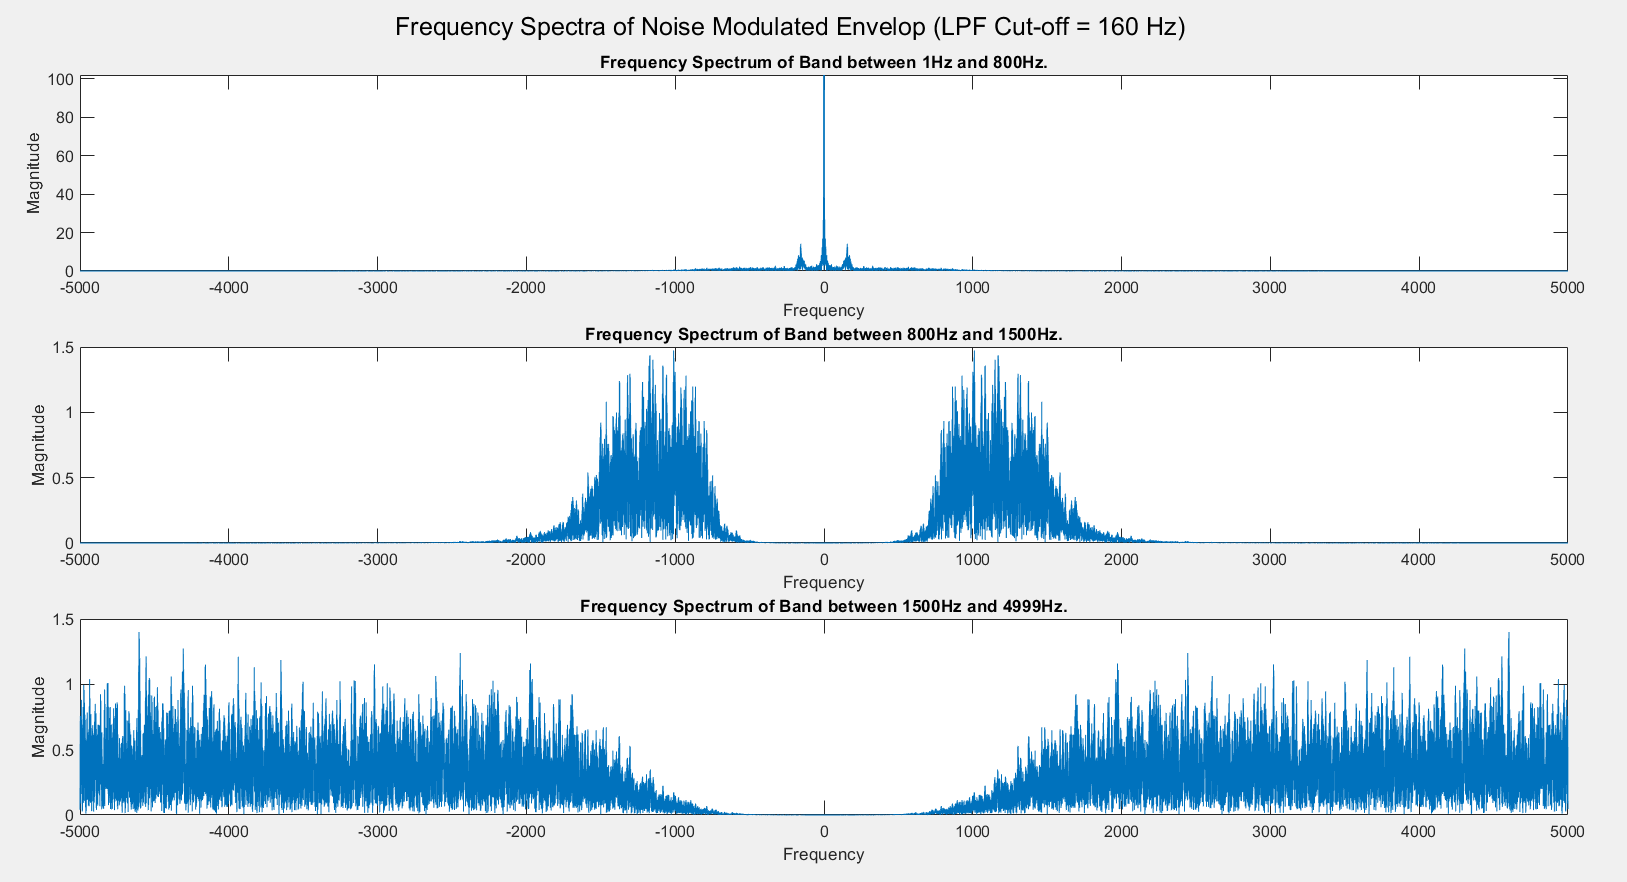 Frequency Spectra of Noise Modulated Envelop (LPF Cut-off = 160 Hz)
Frequency Spectrum of Band between 1Hz and 800Hz.
Magnitude
100
80
60
40
20
0
-5000 -4000 -3000 -2000 -1000 0 1000 2000 3000 4000 5000
Frequency
Frequency Spectrum of Band between 800Hz and 1500Hz.
Magnitude
1.5
1
0.5
0
-5000 -4000 -3000 -2000 -1000 0 1000 2000 3000 4000 5000
Frequency
Frequency Spectrum of Band between 1500Hz and 4999Hz.
Magnitude
1.5
1
0.5
0
-5000 -4000 -3000 -2000 -1000 0 1000 2000 3000 4000 5000
Frequency